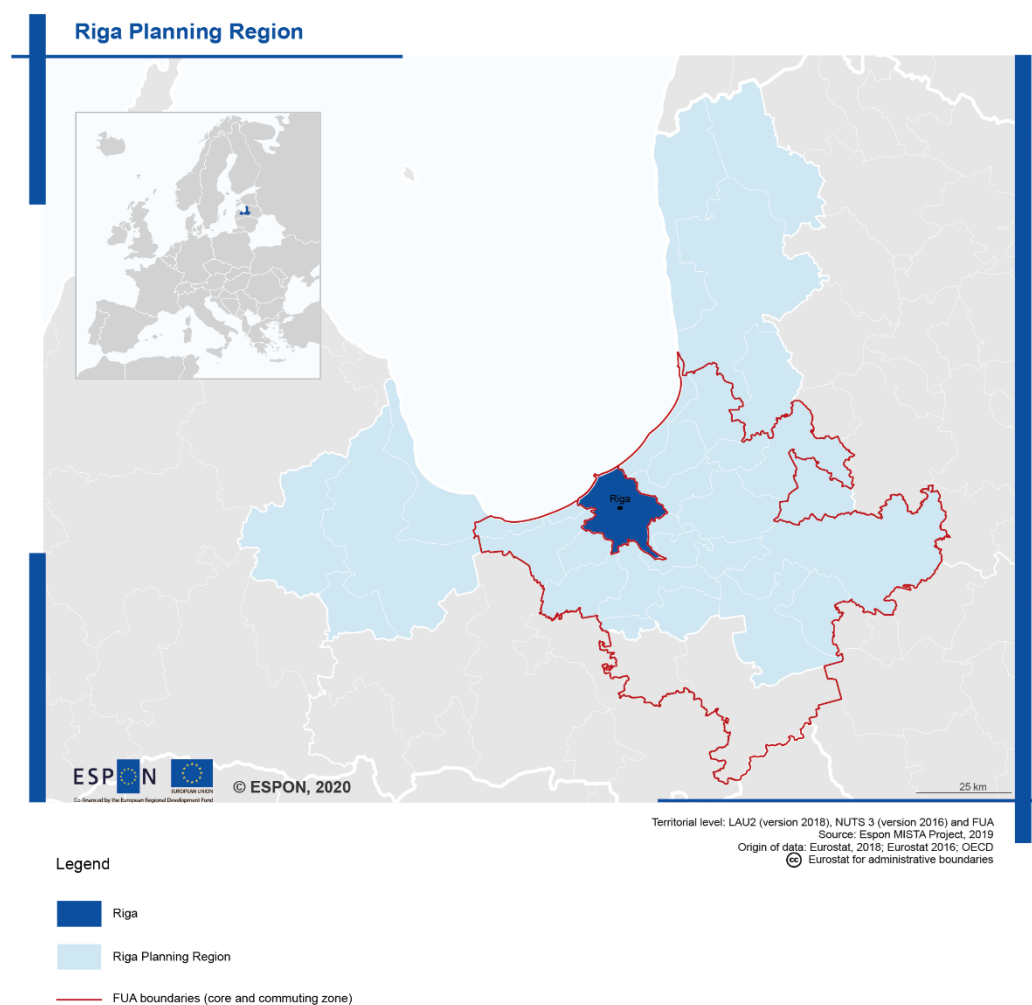 Riga Planning Region
Riga
ESPON
EUROPEAN UNION
Co-financed by the European Regional Development Fund
© ESPON, 2020
25 km
Territorial level: LAU2 (version 2018), NUTS 3 (version 2016) and FUA
Source: Espon MISTA Project, 2019
Origin of data: Eurostat, 2018; Eurostat 2016; OECD
cc Eurostat for administrative boundaries
Legend
Riga
Riga Planning Region
FUA boundaries (core and commuting zone)